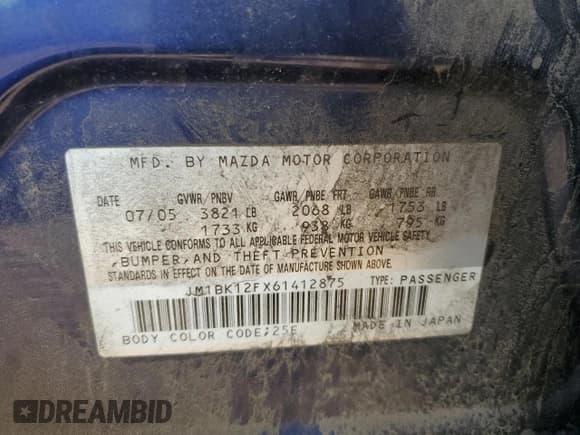 MFD. BY MAZDA MOTOR CORPORATION
DATE GVWR/PNBV GAWR/PNBE FRT GAWR/PNBE RR
07/05 3821 LB 2068 LB 1753 LB
1733 KG 938 KG 795 KG
THIS VEHICLE CONFORMS TO ALL APPLICABLE FEDERAL MOTOR VEHICLE SAFETY,
BUMPER, AND THEFT PREVENTION
STANDARDS IN EFFECT ON THE DATE OF MANUFACTURE SHOWN ABOVE.
JM1BK12FX61412875 TYPE: PASSENGER
BODY COLOR CODE: 25E MADE IN JAPAN
DREAMBID